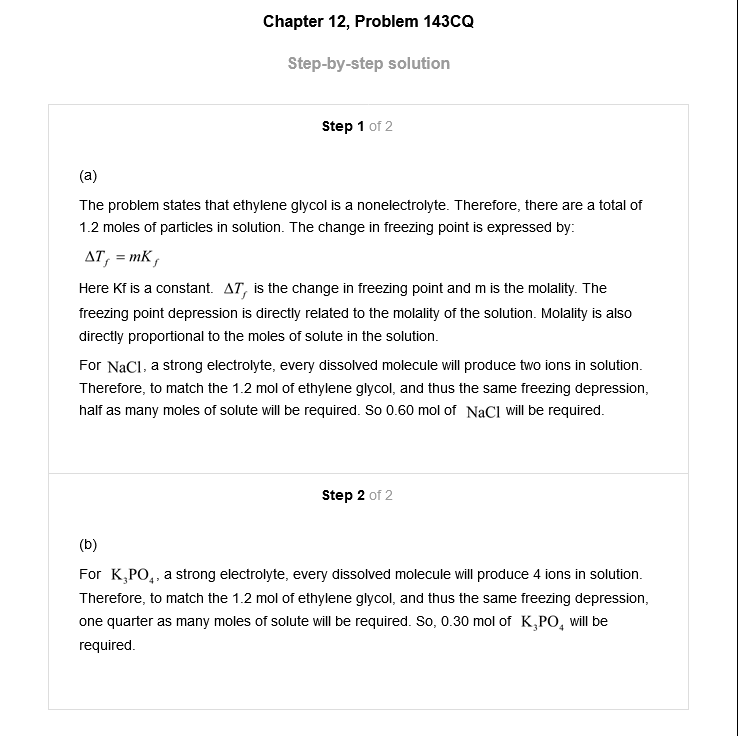 Chapter 12, Problem 143CQ
Step-by-step solution
Step 1 of 2
(a)
The problem states that ethylene glycol is a nonelectrolyte. Therefore, there are a total of
1.2 moles of particles in solution. The change in freezing point is expressed by:
ΔT_f = mK_f
Here Kf is a constant. ΔT_f is the change in freezing point and m is the molality. The
freezing point depression is directly related to the molality of the solution. Molality is also
directly proportional to the moles of solute in the solution.
For NaCl, a strong electrolyte, every dissolved molecule will produce two ions in solution.
Therefore, to match the 1.2 mol of ethylene glycol, and thus the same freezing depression,
half as many moles of solute will be required. So 0.60 mol of NaCl will be required.
Step 2 of 2
(b)
For K₃PO₄, a strong electrolyte, every dissolved molecule will produce 4 ions in solution.
Therefore, to match the 1.2 mol of ethylene glycol, and thus the same freezing depression,
one quarter as many moles of solute will be required. So, 0.30 mol of K₃PO₄ will be
required.